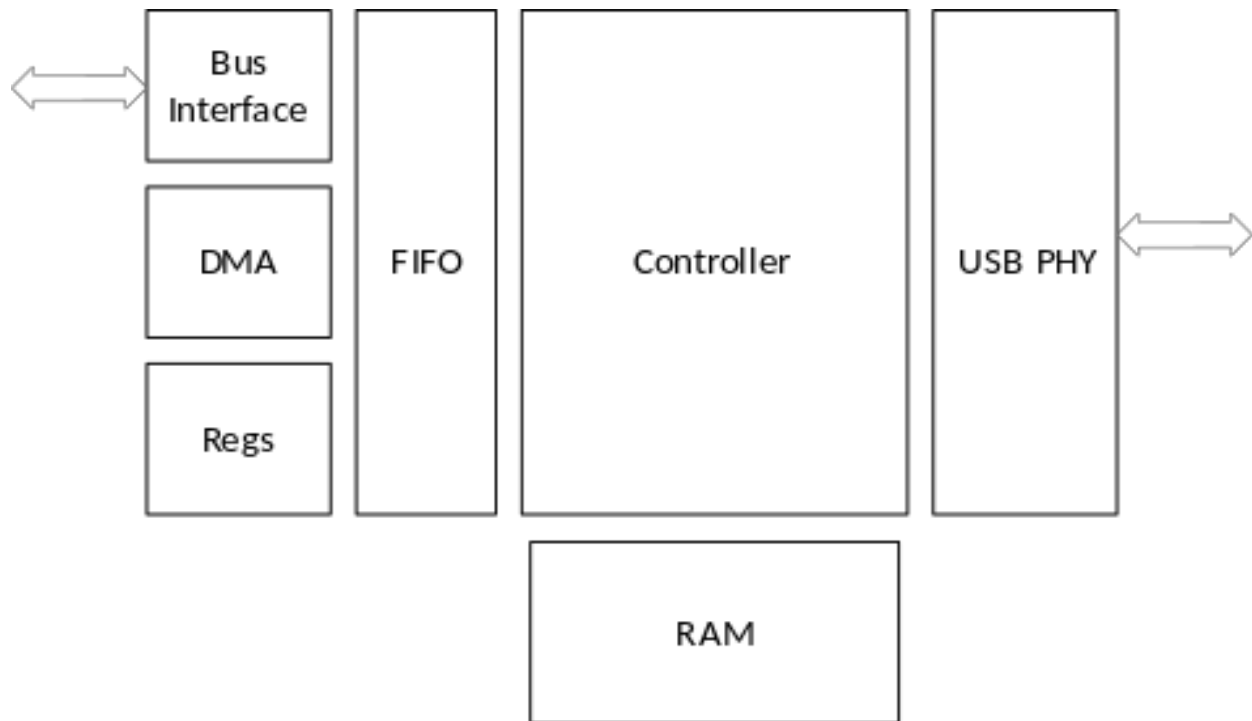 Bus
Interface
DMA
FIFO
Controller
USB PHY
Regs
RAM